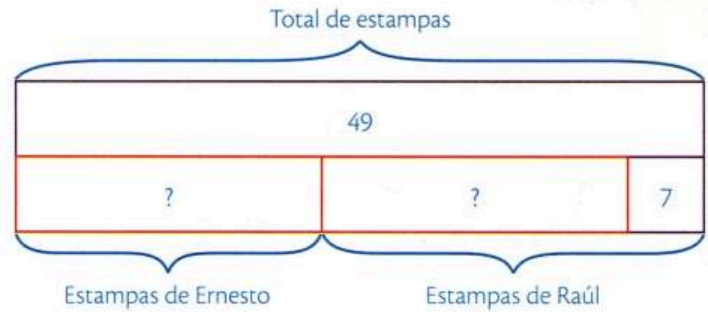 Total de estampas
49
? ? 7
Estampas de Ernesto Estampas de Raúl